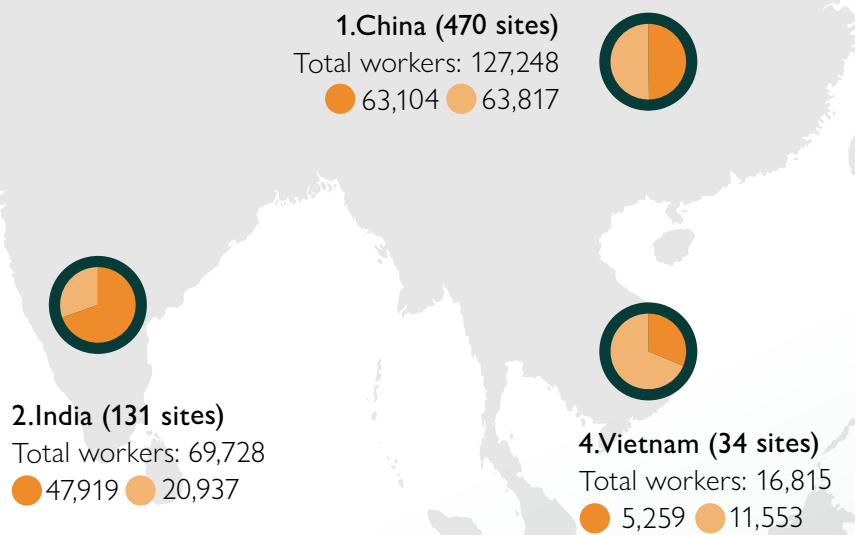 1.China (470 sites)
Total workers: 127,248
63,104 63,817
2.India (131 sites)
Total workers: 69,728
47,919 20,937
4.Vietnam (34 sites)
Total workers: 16,815
5,259 11,553